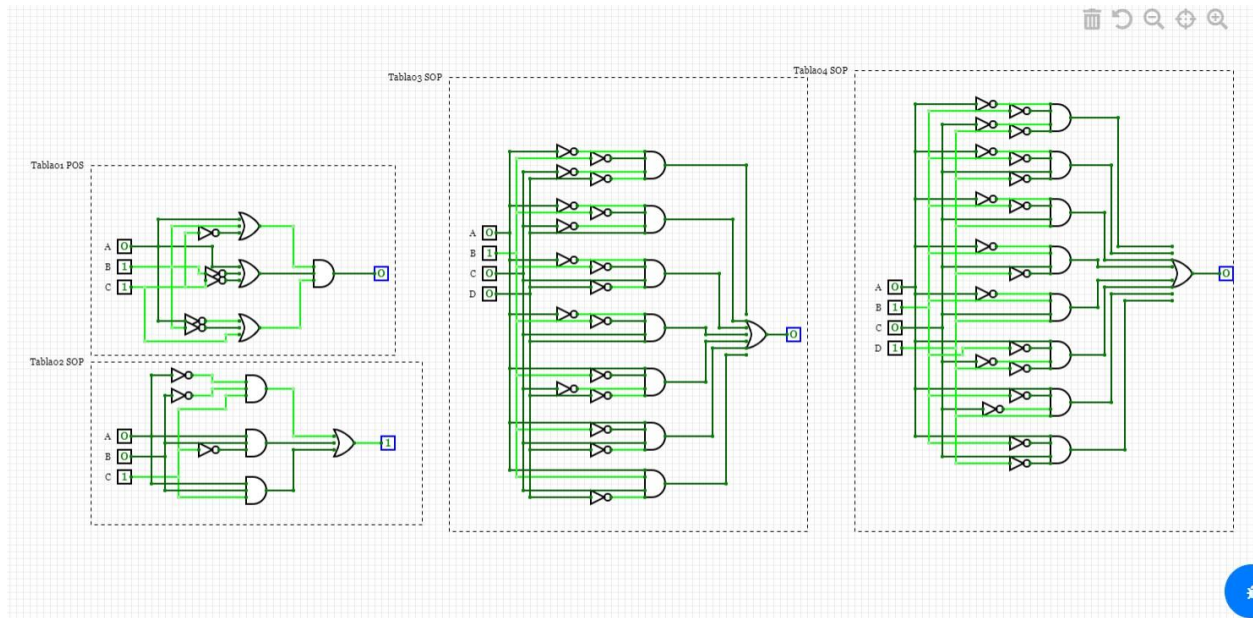 Tabla01 POS
A 0
B 1
C 1
0
Tabla02 SOP
A 0
B 0
C 1
1
Tabla03 SOP
A 0
B 1
C 0
D 0
0
Tabla04 SOP
A 0
B 1
C 0
D 1
0